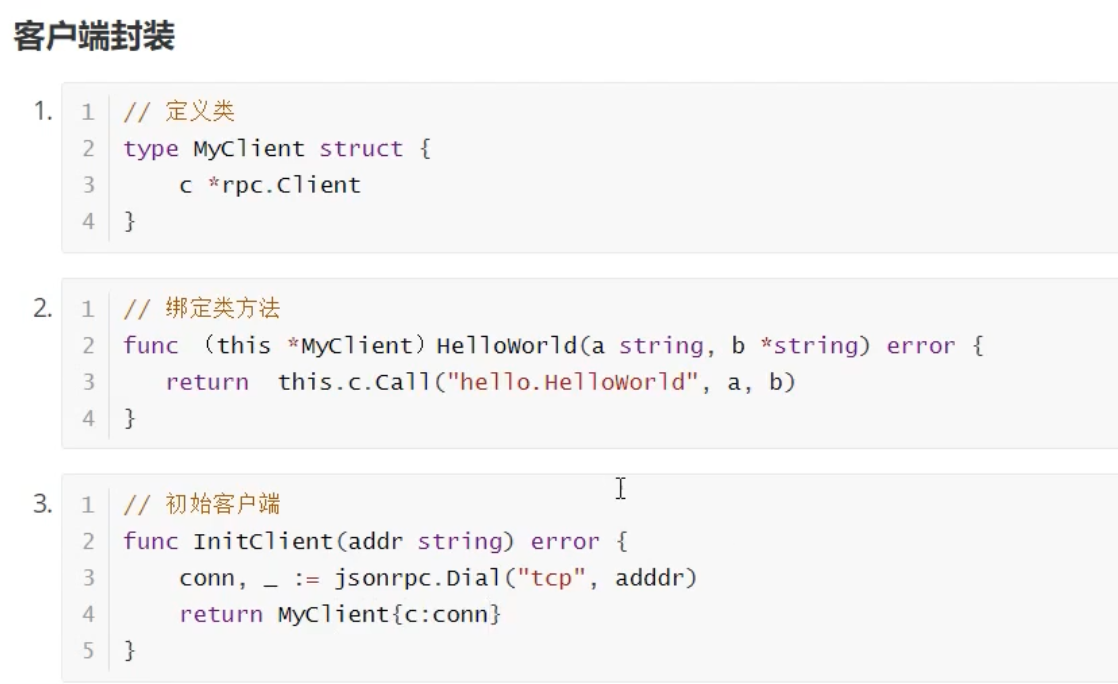 客户端封装
1.
1 // 定义类
2 type MyClient struct {
3     c *rpc.Client
4 }
2.
1 // 绑定类方法
2 func （this *MyClient）HelloWorld(a string, b *string) error {
3    return  this.c.Call("hello.HelloWorld", a, b)
4 }
3.
1 // 初始客户端
2 func InitClient(addr string) error {
3     conn, _ := jsonrpc.Dial("tcp", adddr)
4     return MyClient{c:conn}
5 }